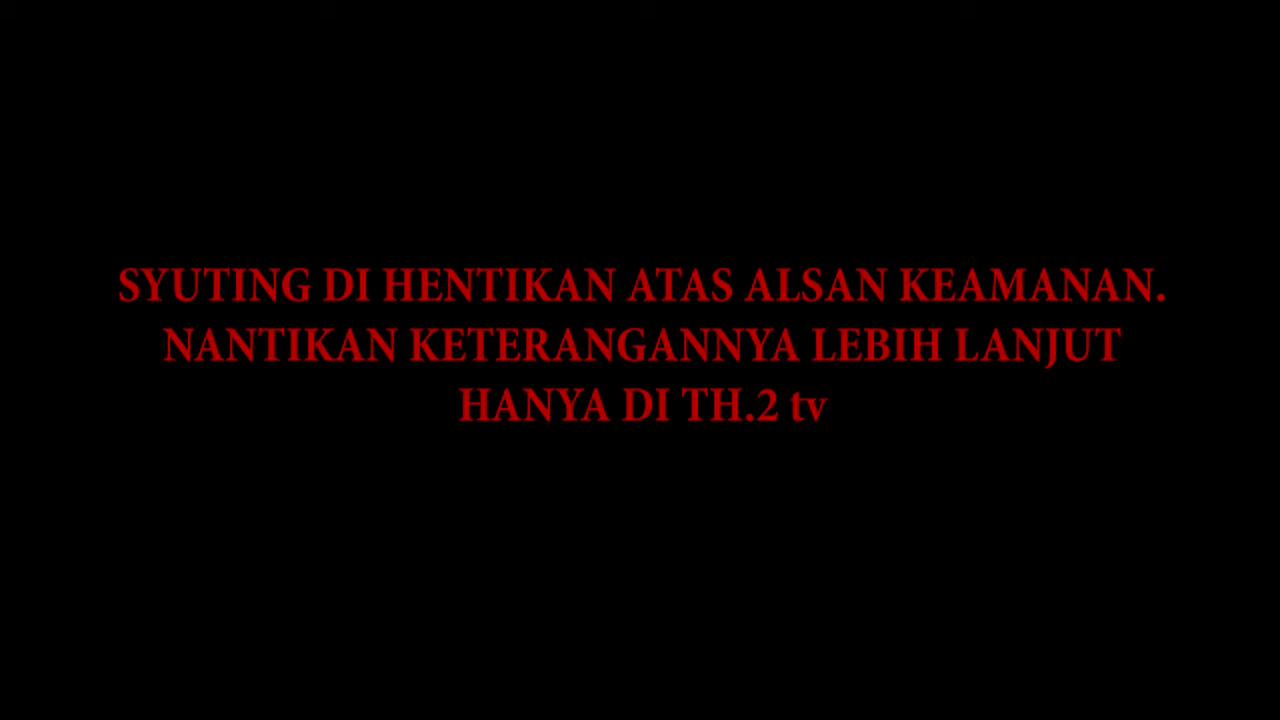 SYUTING DI HENTIKAN ATAS ALSAN KEAMANAN.
NANTIKAN KETERANGANNYA LEBIH LANJUT
HANYA DI TH.2 tv